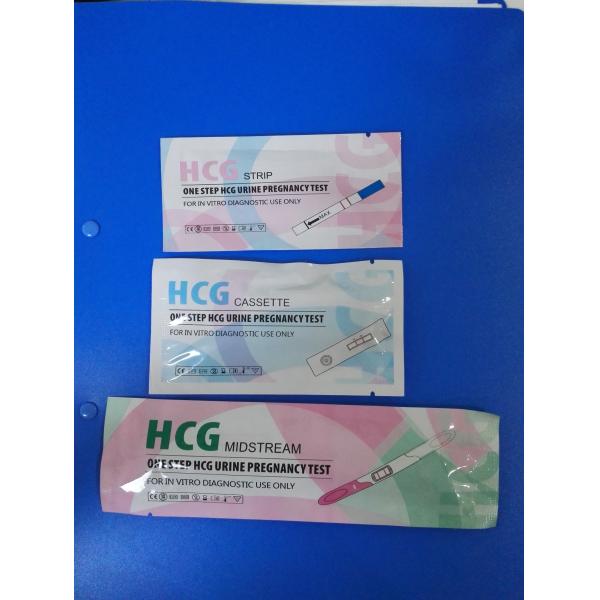 HCG STRIP
ONE STEP HCG URINE PREGNANCY TEST
FOR IN VITRO DIAGNOSTIC USE ONLY
MAX
HCG
HCG CASSETTE
ONE STEP HCG URINE PREGNANCY TEST
FOR IN VITRO DIAGNOSTIC USE ONLY
HCG MIDSTREAM
ONE STEP HCG URINE PREGNANCY TEST
FOR IN VITRO DIAGNOSTIC USE ONLY